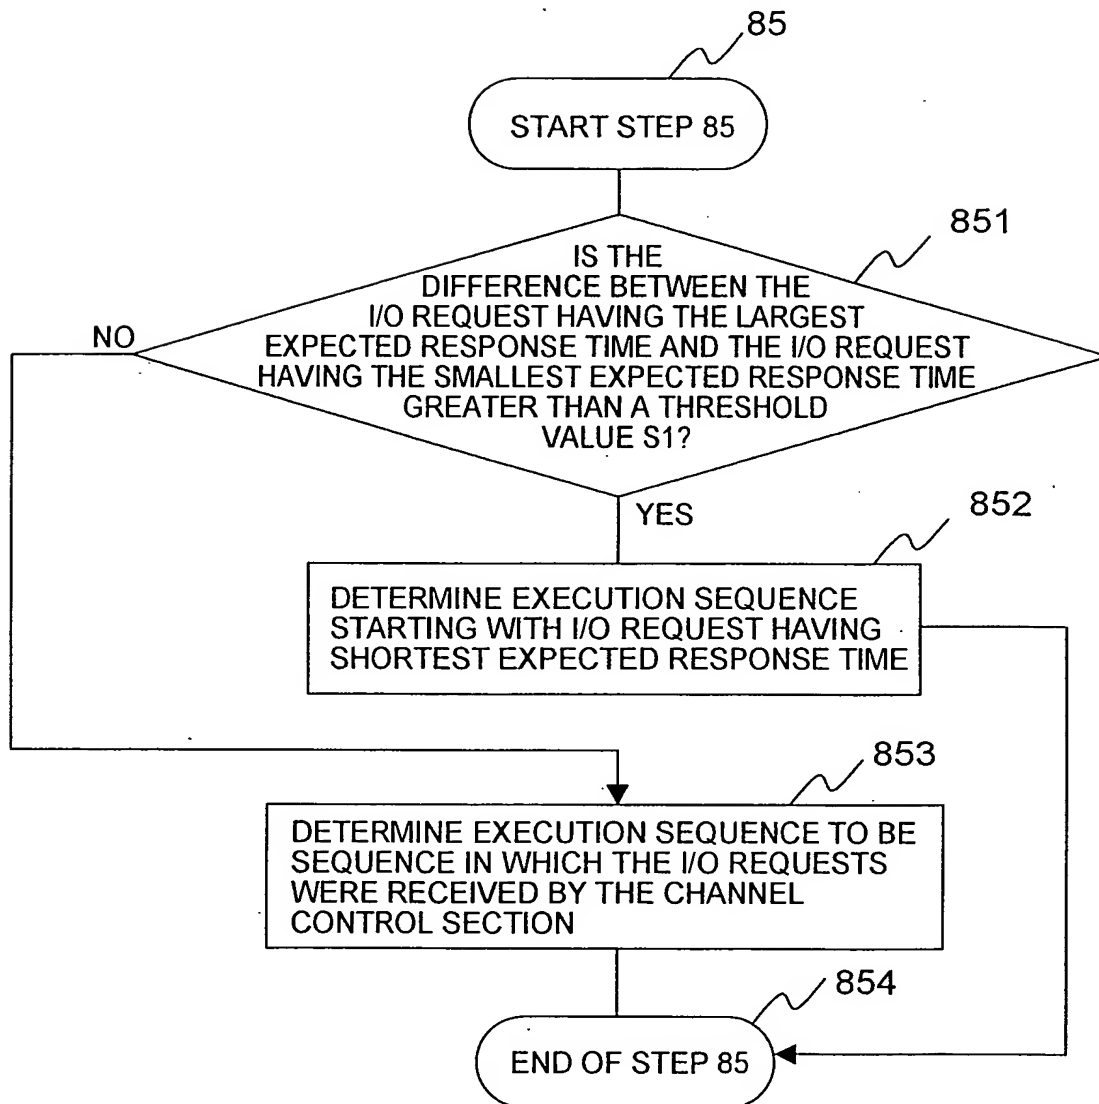 85
START STEP 85
851
IS THE
DIFFERENCE BETWEEN THE
I/O REQUEST HAVING THE LARGEST
EXPECTED RESPONSE TIME AND THE I/O REQUEST
HAVING THE SMALLEST EXPECTED RESPONSE TIME
GREATER THAN A THRESHOLD
VALUE S1?
NO
YES
852
DETERMINE EXECUTION SEQUENCE
STARTING WITH I/O REQUEST HAVING
SHORTEST EXPECTED RESPONSE TIME
853
DETERMINE EXECUTION SEQUENCE TO BE
SEQUENCE IN WHICH THE I/O REQUESTS
WERE RECEIVED BY THE CHANNEL
CONTROL SECTION
854
END OF STEP 85